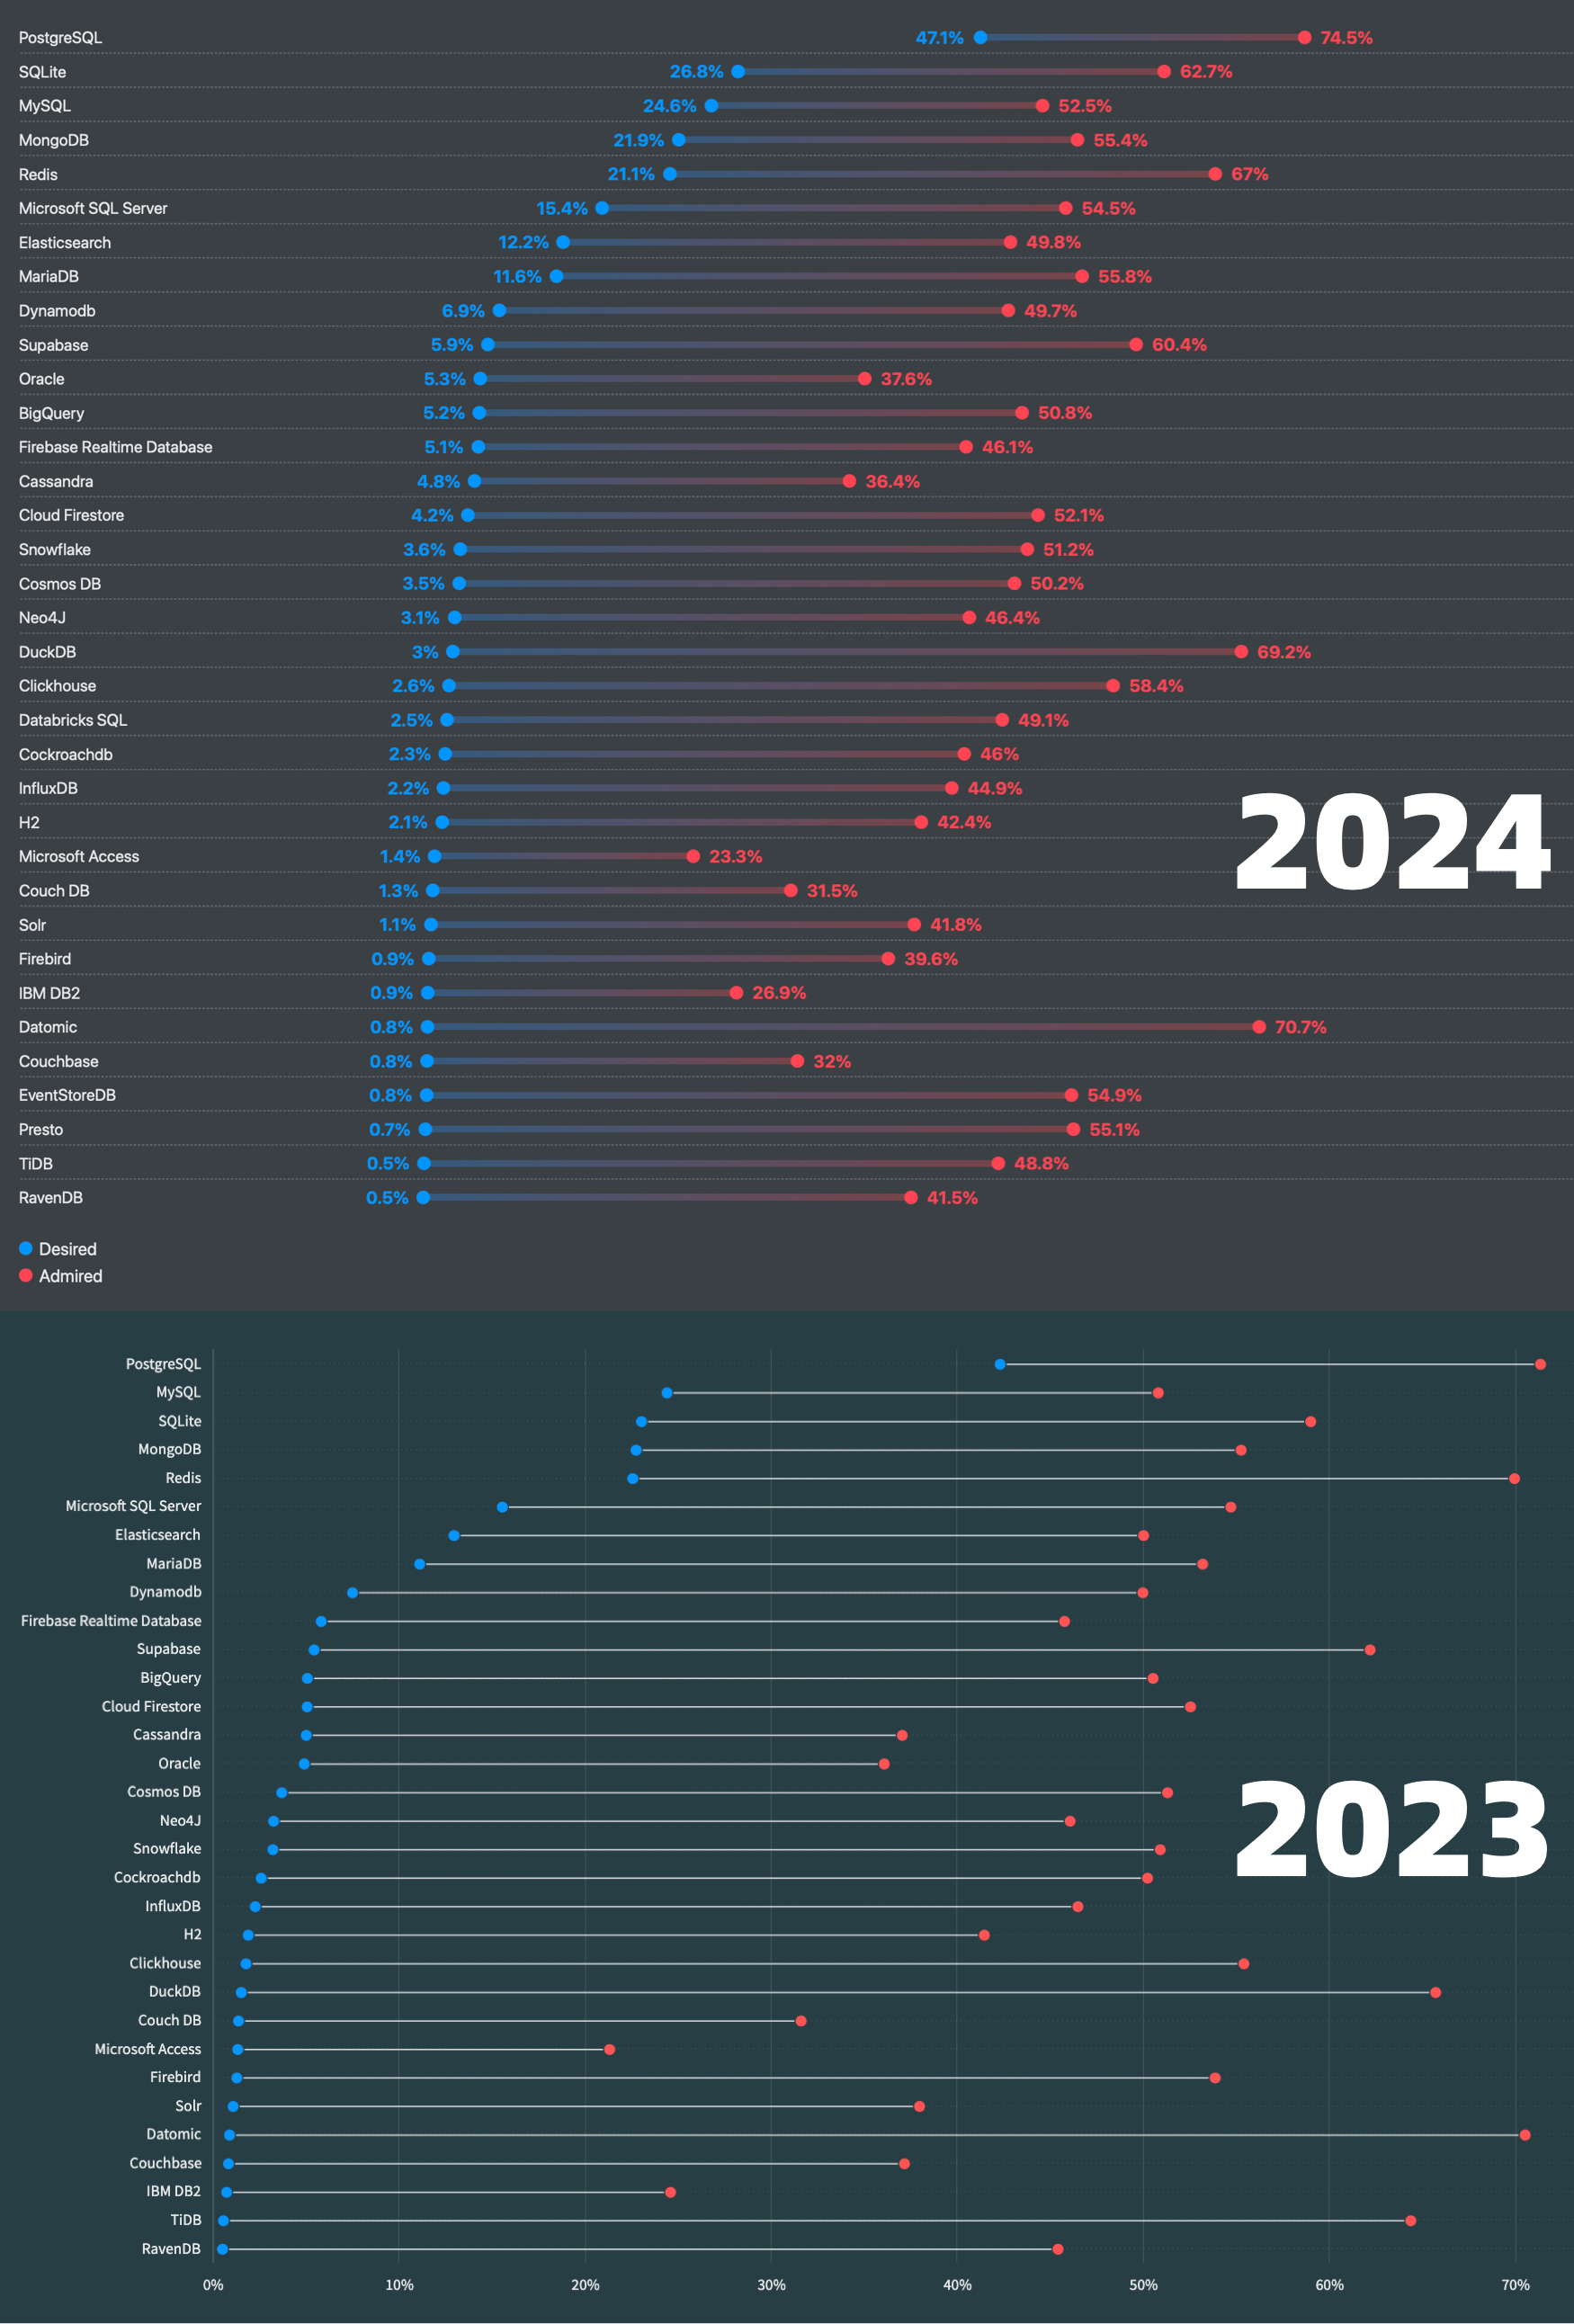 PostgreSQL 47.1% 74.5%
SQLite 26.8% 62.7%
MySQL 24.6% 52.5%
MongoDB 21.9% 55.4%
Redis 21.1% 67%
Microsoft SQL Server 15.4% 54.5%
Elasticsearch 12.2% 49.8%
MariaDB 11.6% 55.8%
Dynamodb 6.9% 49.7%
Supabase 5.9% 60.4%
Oracle 5.3% 37.6%
BigQuery 5.2% 50.8%
Firebase Realtime Database 5.1% 46.1%
Cassandra 4.8% 36.4%
Cloud Firestore 4.2% 52.1%
Snowflake 3.6% 51.2%
Cosmos DB 3.5% 50.2%
Neo4J 3.1% 46.4%
DuckDB 3% 69.2%
Clickhouse 2.6% 58.4%
Databricks SQL 2.5% 49.1%
Cockroachdb 2.3% 46%
InfluxDB 2.2% 44.9%
H2 2.1% 42.4%
2024
Microsoft Access 1.4% 23.3%
Couch DB 1.3% 31.5%
Solr 1.1% 41.8%
Firebird 0.9% 39.6%
IBM DB2 0.9% 26.9%
Datomic 0.8% 70.7%
Couchbase 0.8% 32%
EventStoreDB 0.8% 54.9%
Presto 0.7% 55.1%
TiDB 0.5% 48.8%
RavenDB 0.5% 41.5%
Desired
Admired
PostgreSQL
MySQL
SQLite
MongoDB
Redis
Microsoft SQL Server
Elasticsearch
MariaDB
Dynamodb
Firebase Realtime Database
Supabase
BigQuery
Cloud Firestore
Cassandra
Oracle
Cosmos DB
Neo4J
2023
Snowflake
Cockroachdb
InfluxDB
H2
Clickhouse
DuckDB
Couch DB
Microsoft Access
Firebird
Solr
Datomic
Couchbase
IBM DB2
TiDB
RavenDB
0% 10% 20% 30% 40% 50% 60% 70%